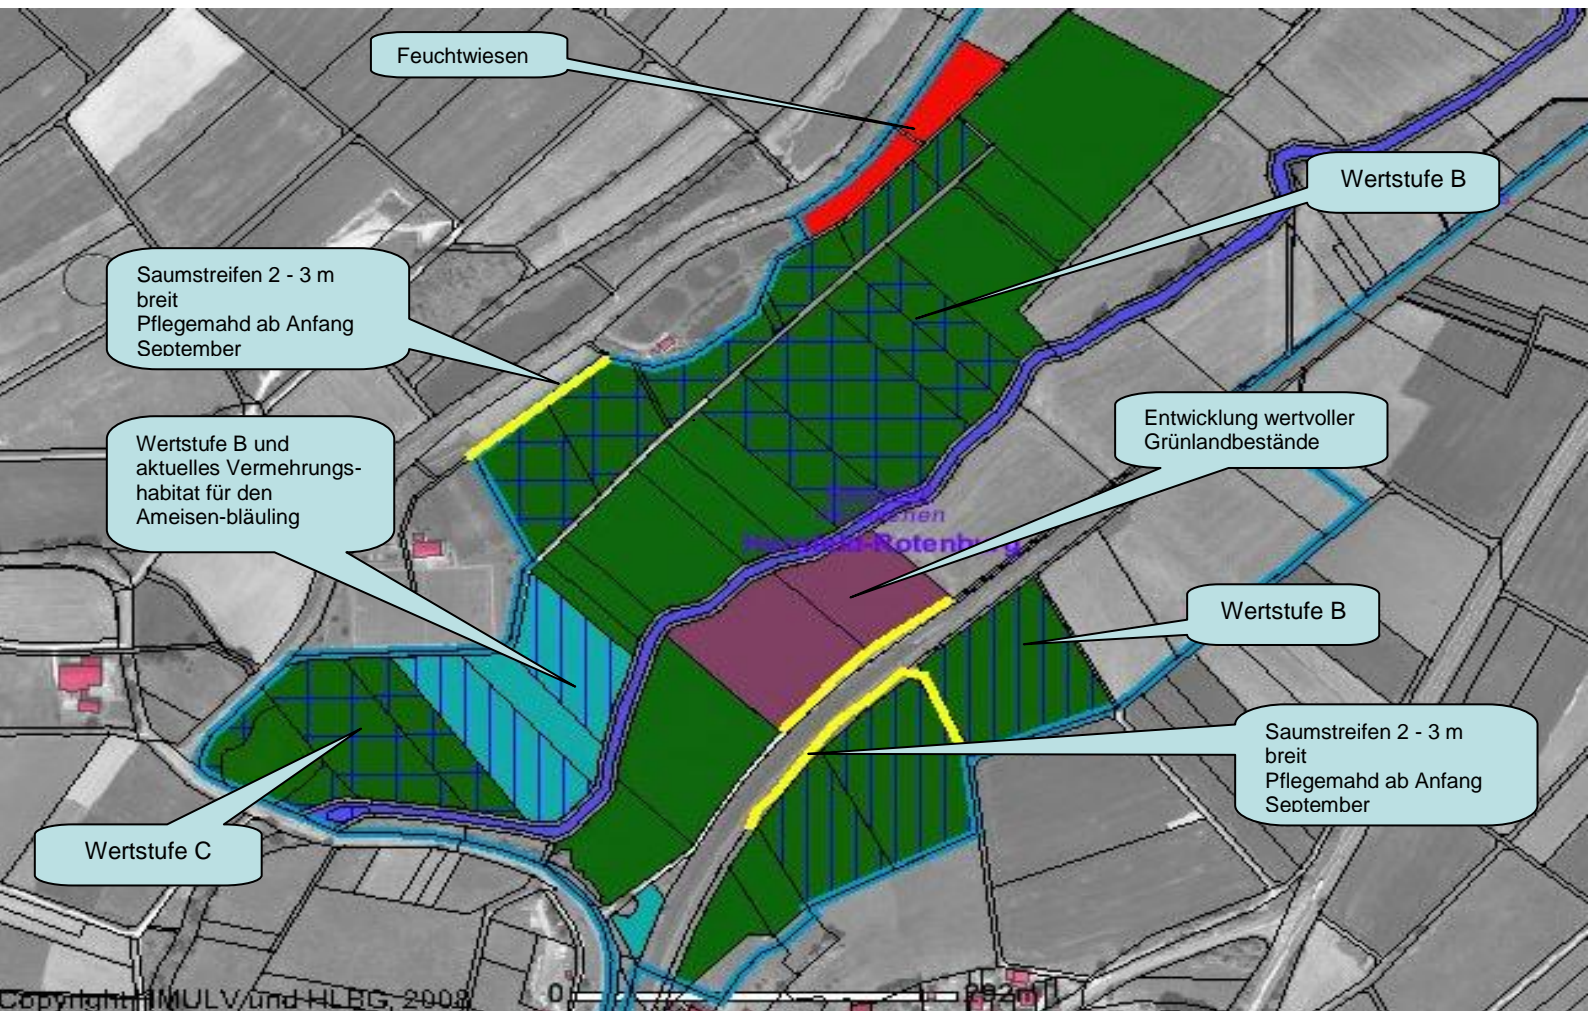 Feuchtwiesen
Wertstufe B
Saumstreifen 2 - 3 m
breit
Pflegemahd ab Anfang
September
Entwicklung wertvoller
Grünlandbestände
Wertstufe B und
aktuelles Vermehrungs-
habitat für den
Ameisen-bläuling
Wertstufe B
Saumstreifen 2 - 3 m
breit
Pflegemahd ab Anfang
September
Wertstufe C
-Rotenburg
Copyright HMULV und HLBG, 2008
0 292m